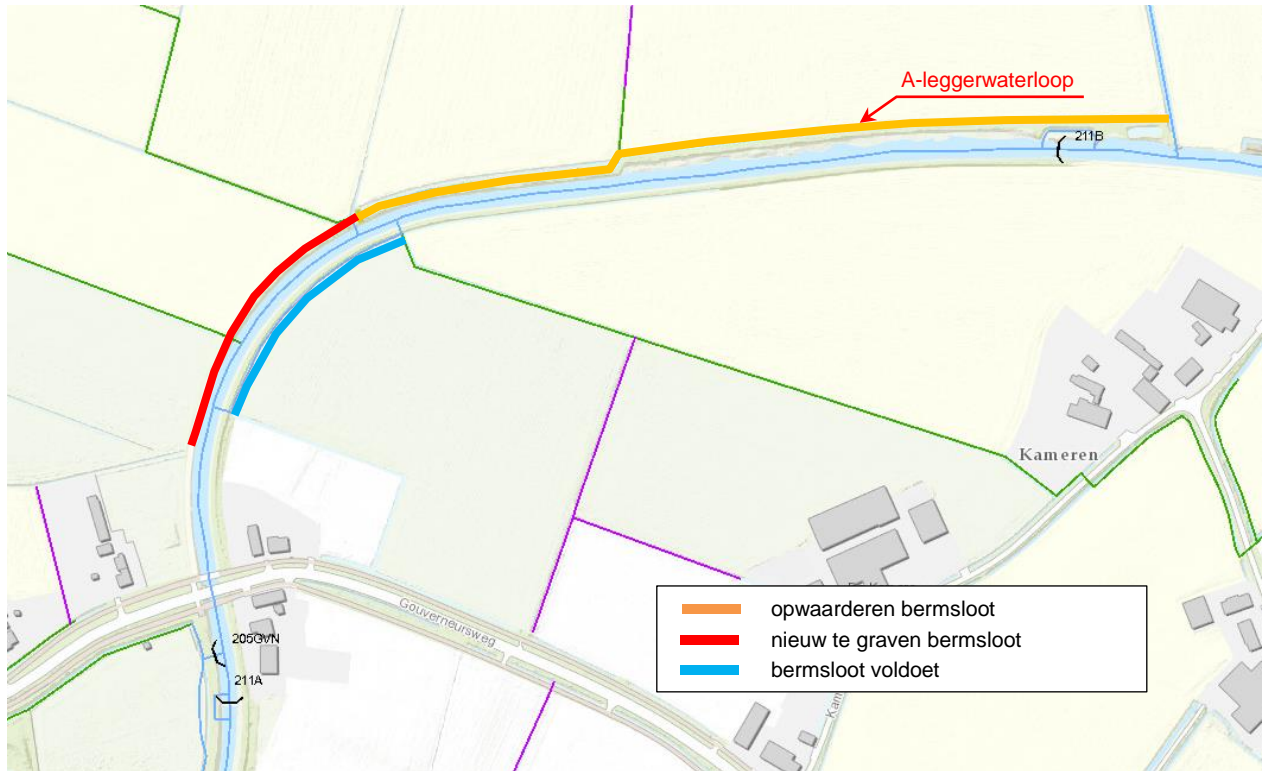 A-leggerwaterloop
211B
Kameren
Gouverneursweg
205GVN
211A
opwaarderen bermsloot
nieuw te graven bermsloot
bermsloot voldoet